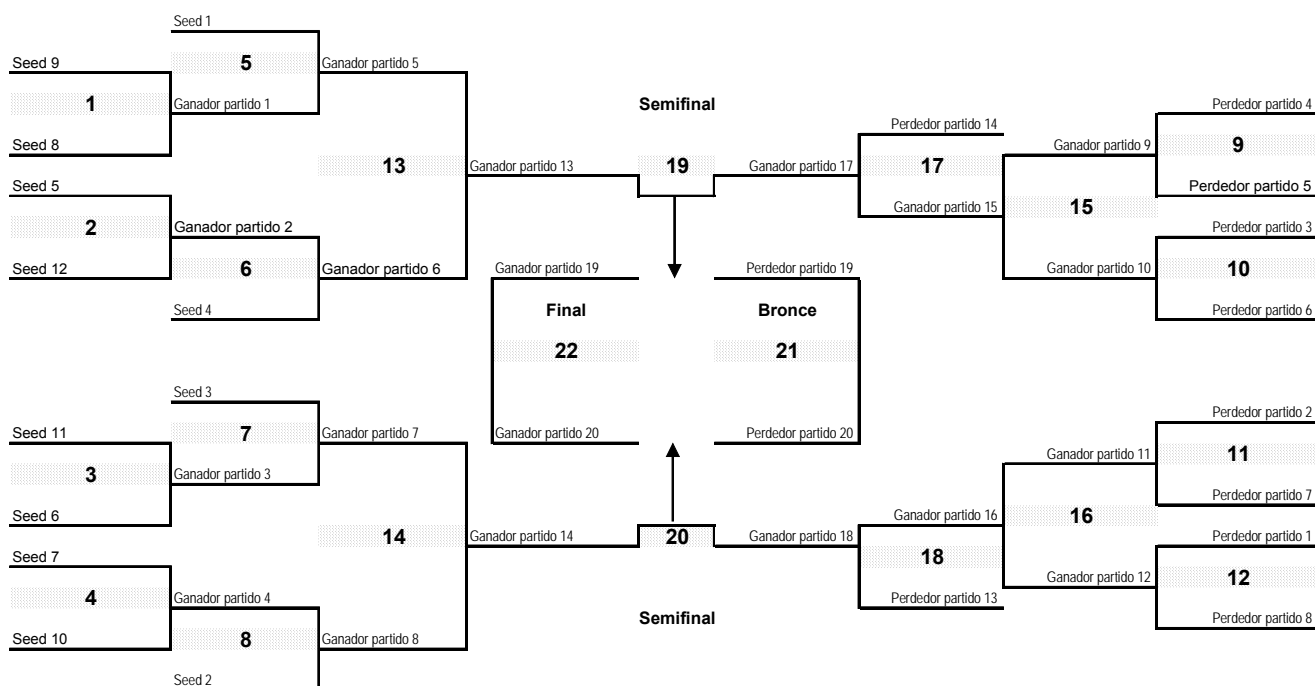 Seed 1
Seed 9
5
Ganador partido 5
1
Ganador partido 1
Semifinal
Perdedor partido 4
Seed 8
Perdedor partido 14
Ganador partido 9
9
13
Ganador partido 13
19
Ganador partido 17
17
Seed 5
Perdedor partido 5
Ganador partido 15
15
2
Ganador partido 2
Perdedor partido 3
Seed 12
6
Ganador partido 6
Ganador partido 19
Perdedor partido 19
Ganador partido 10
10
Seed 4
Final
Bronce
Perdedor partido 6
22
21
Seed 3
Perdedor partido 2
Seed 11
7
Ganador partido 7
Ganador partido 20
Perdedor partido 20
Ganador partido 11
11
3
Ganador partido 3
Perdedor partido 7
Seed 6
Ganador partido 16
16
14
Ganador partido 14
20
Ganador partido 18
18
Perdedor partido 1
Seed 7
Ganador partido 12
12
4
Ganador partido 4
Perdedor partido 13
Perdedor partido 8
Semifinal
Seed 10
8
Ganador partido 8
Seed 2